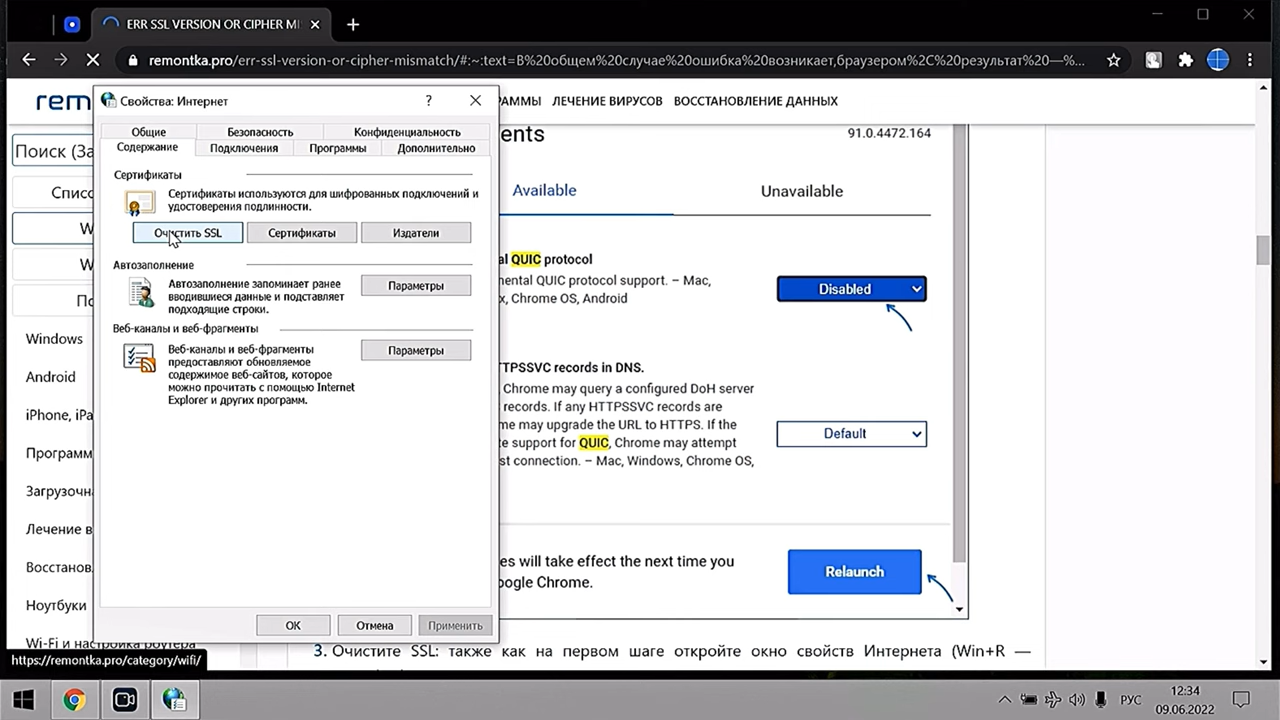 ERR SSL VERSION OR CIPHER MI
remontka.pro/err-ssl-version-or-cipher-mismatch/#:~:text=В%20общем%20случае%20ошибка%20возникает,браузером%2C%20результат%20—%...
rem
РАММЫ ЛЕЧЕНИЕ ВИРУСОВ ВОССТАНОВЛЕНИЕ ДАННЫХ
Поиск (За
Списо
W
W
По
Windows
Android
iPhone, iPa
Програм
Загрузочна
Лечение в
Восстанов
Ноутбуки
Wi-Fi и настройка роутера
https://remontka.pro/category/wifi/
Свойства: Интернет
?
Общие
Безопасность
Конфиденциальность
Содержание
Подключения
Программы
Дополнительно
Сертификаты
Сертификаты используются для шифрованных подключений и
удостоверения подлинности.
Очистить SSL
Сертификаты
Издатели
Автозаполнение
Автозаполнение запоминает ранее
вводившиеся данные и подставляет
подходящие строки.
Параметры
Веб-каналы и веб-фрагменты
Веб-каналы и веб-фрагменты
предоставляют обновляемое
содержимое веб-сайтов, которое
можно прочитать с помощью Internet
Explorer и других программ.
Параметры
ОК
Отмена
Применить
ents
91.0.4472.164
Available
Unavailable
al QUIC protocol
mental QUIC protocol support. – Mac,
x, Chrome OS, Android
Disabled
TPSSVC records in DNS.
Chrome may query a configured DoH server
records. If any HTTPSSVC records are
me may upgrade the URL to HTTPS. If the
te support for QUIC, Chrome may attempt
st connection. – Mac, Windows, Chrome OS,
Default
es will take effect the next time you
oogle Chrome.
Relaunch
3. Очистите SSL: также как на первом шаге откройте окно свойств Интернета (Win+R —
РУС
12:34
09.06.2022